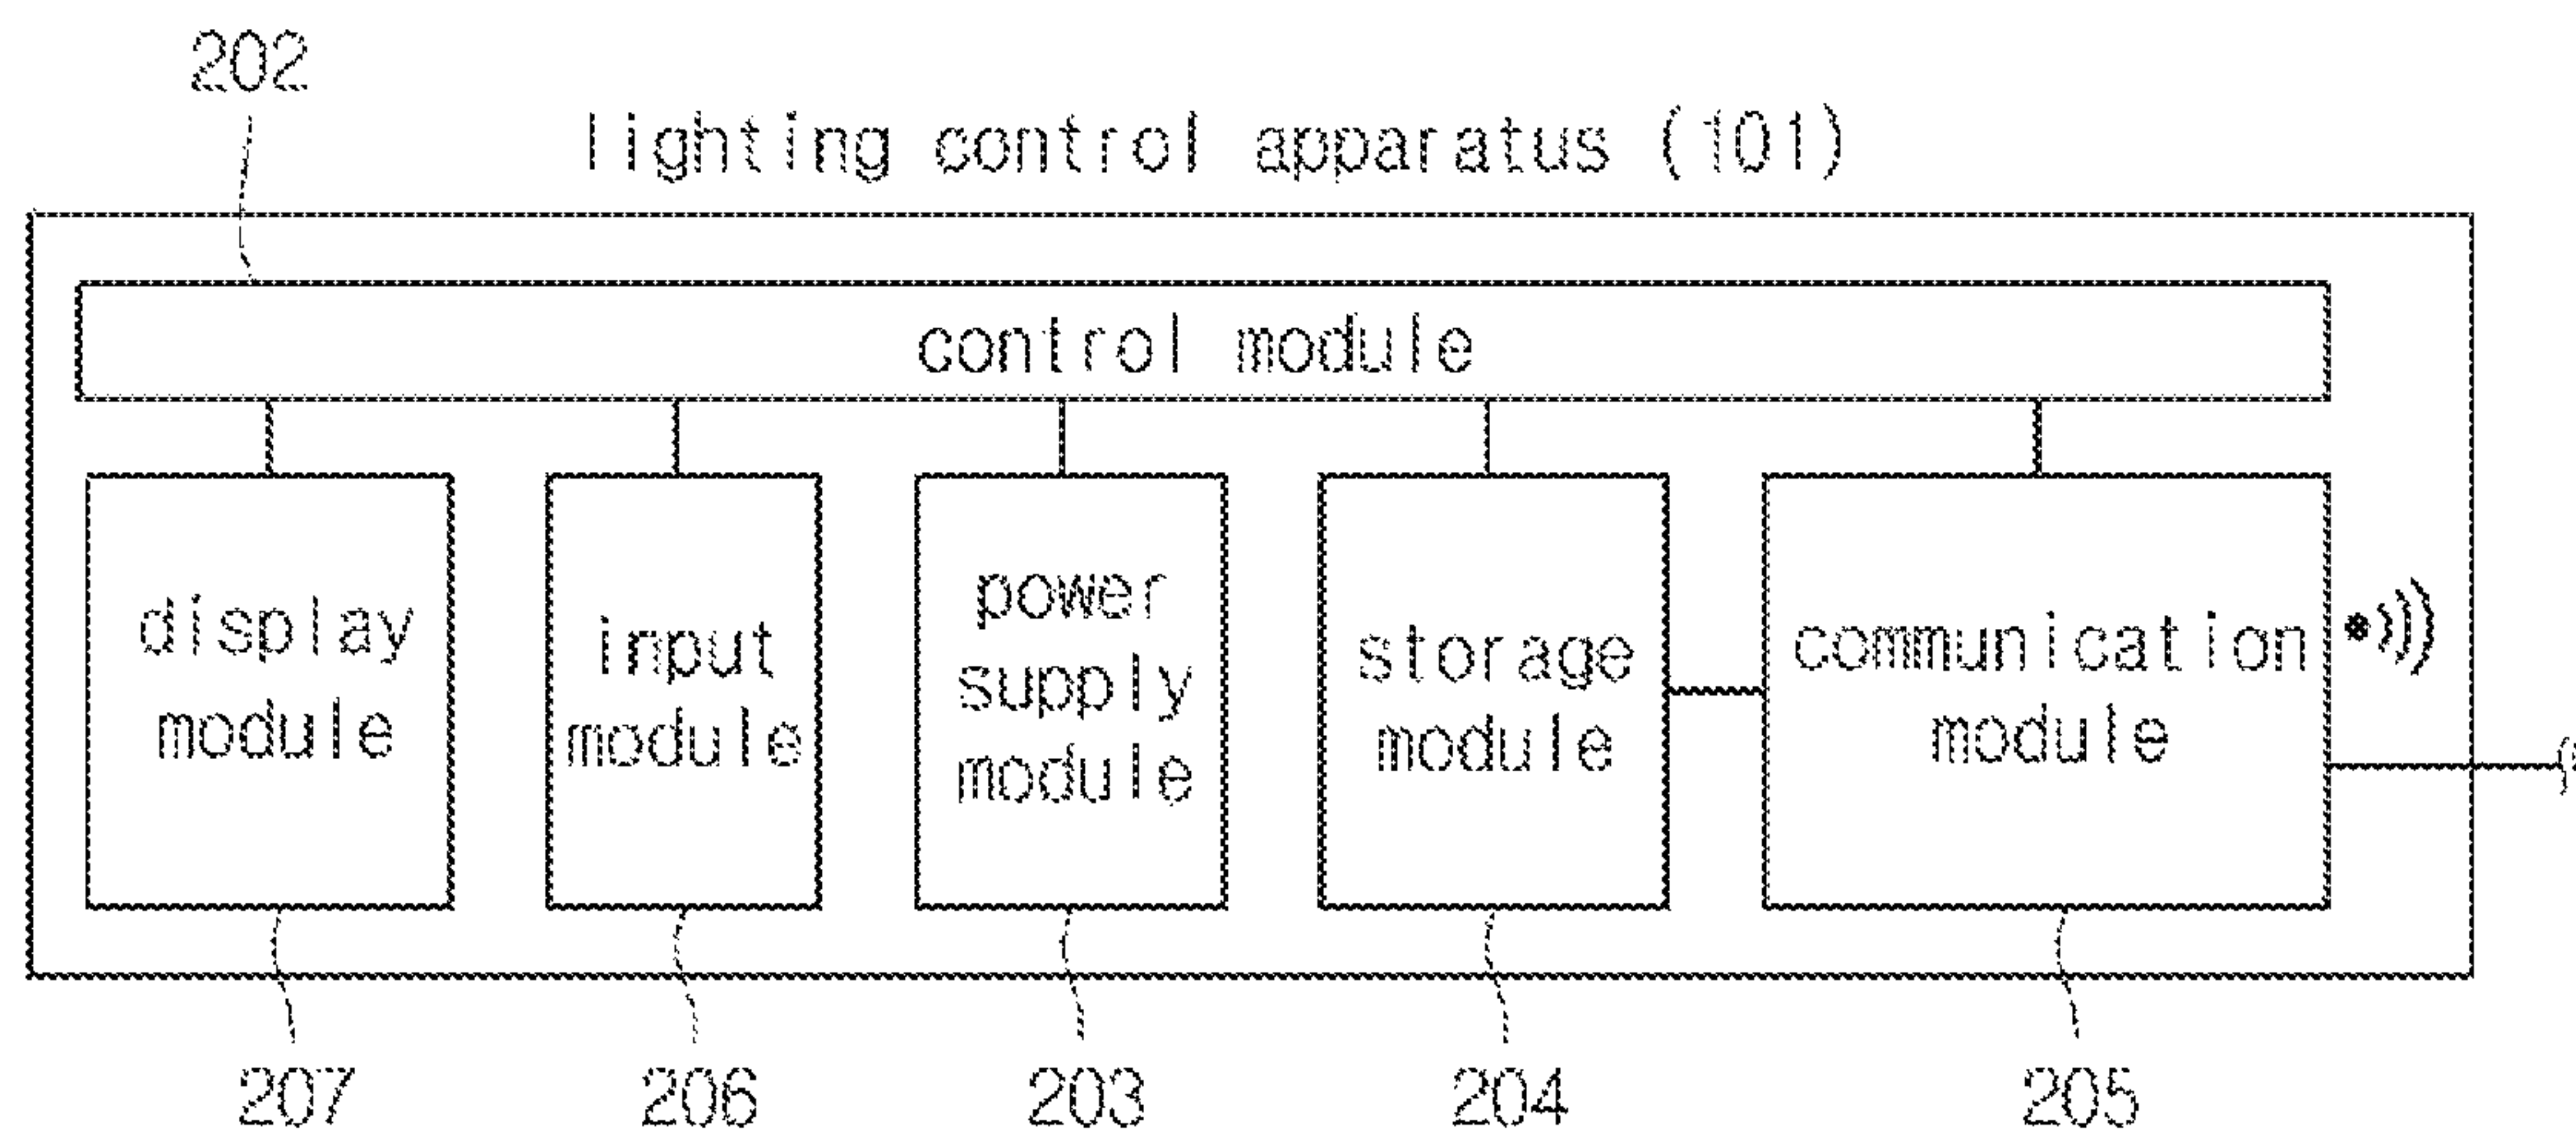 202
lighting control apparatus (101)
control module
display
module
input
module
power
supply
module
storage
module
communication
module
207
206
203
204
205